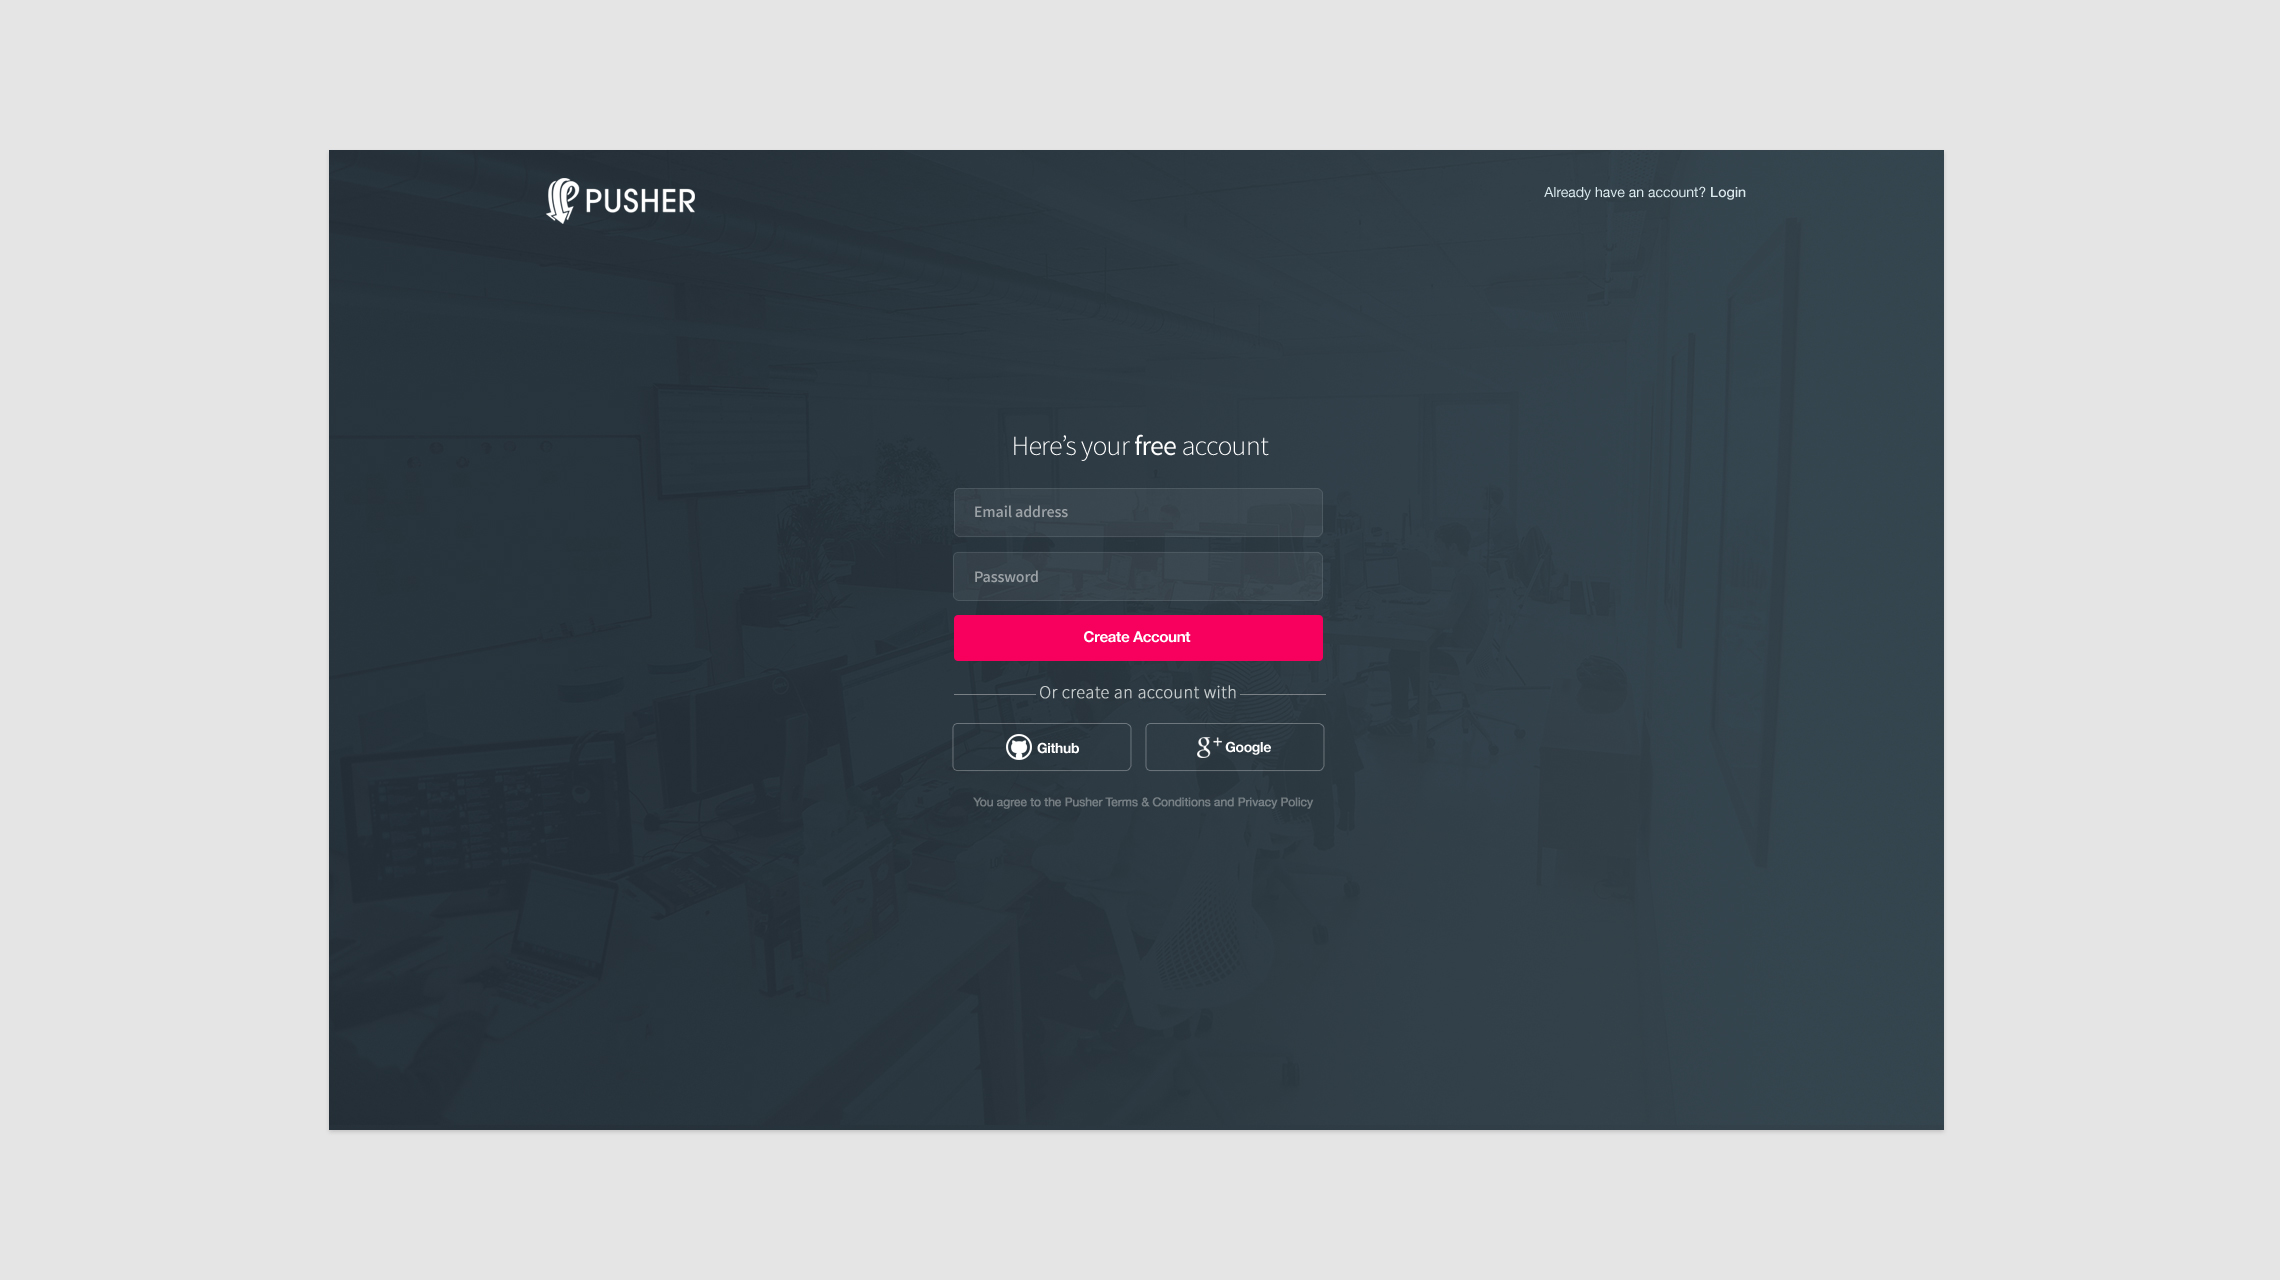 PUSHER
Already have an account? Login
Here’s your free account
Email address
Password
Create Account
Or create an account with
Github
g+ Google
You agree to the Pusher Terms & Conditions and Privacy Policy